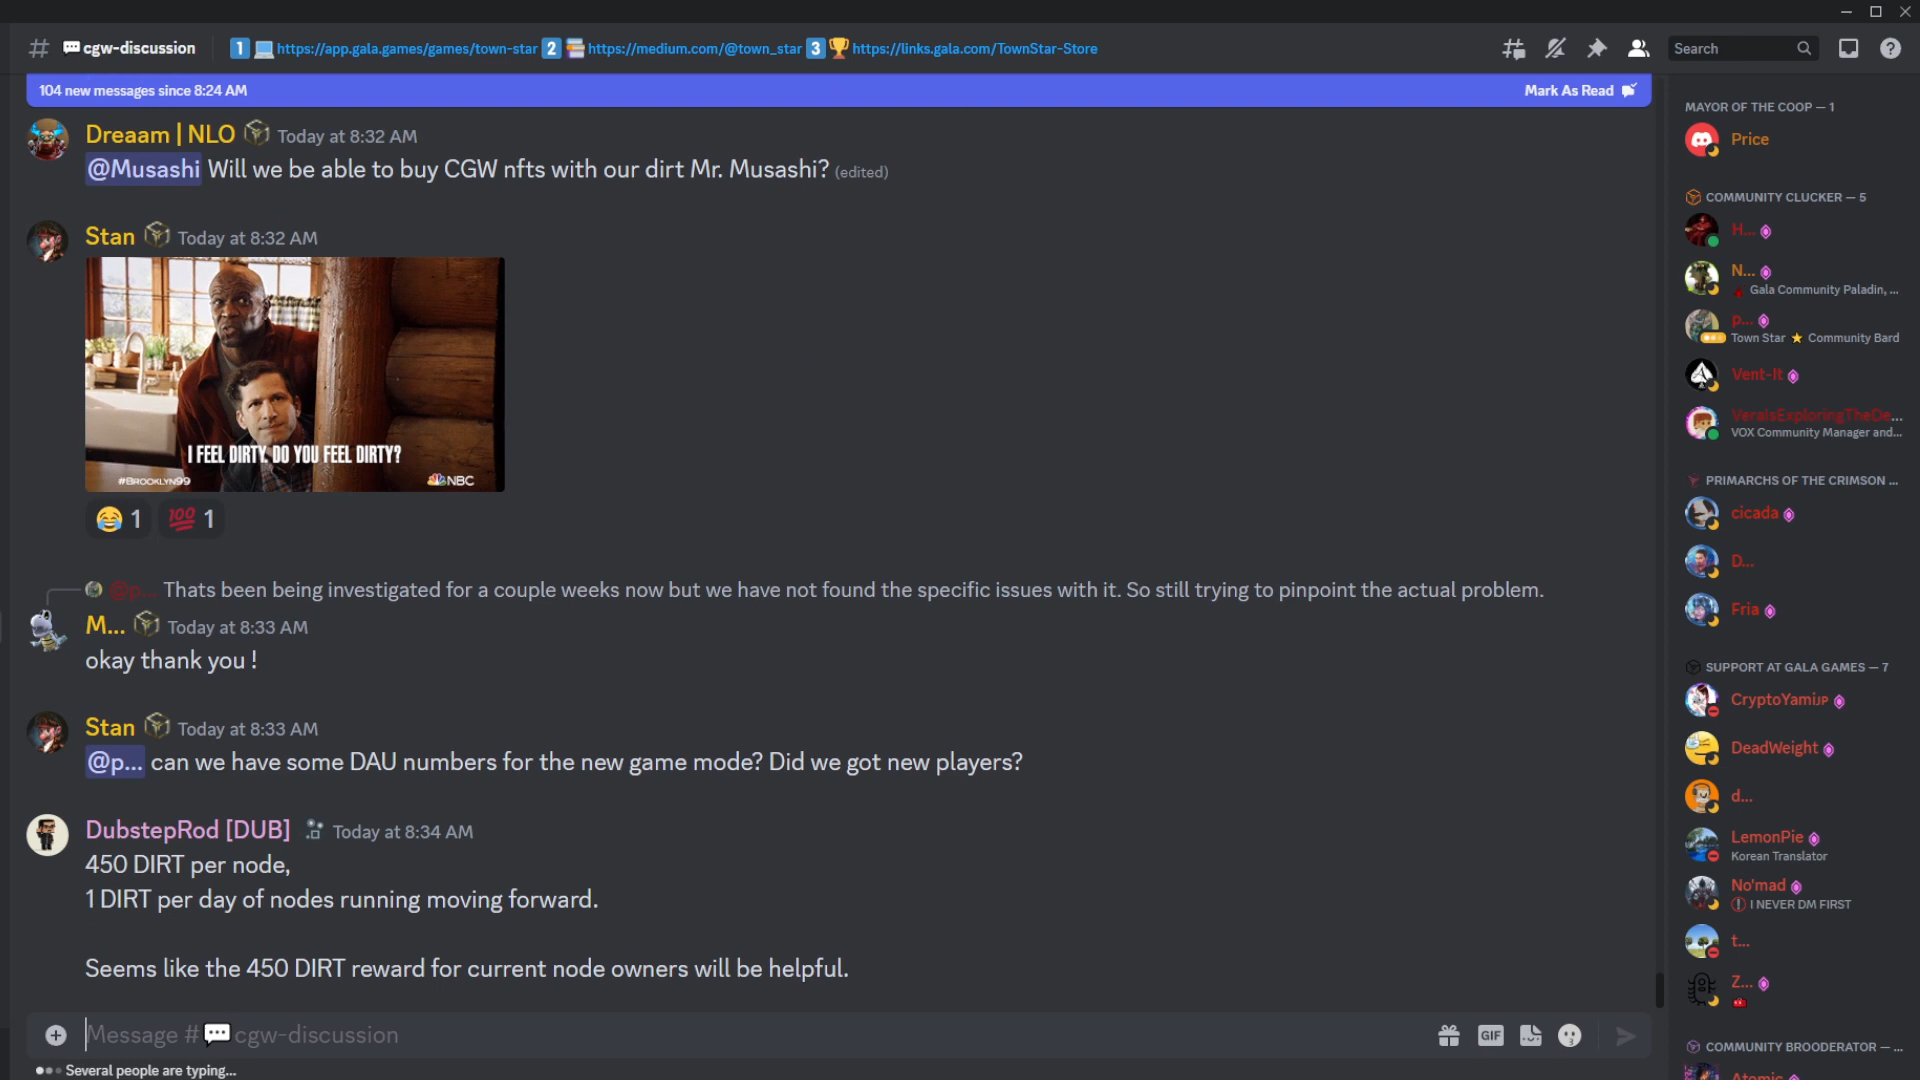 cgw-discussion
1 https://app.gala.games/games/town-star 2 https://medium.com/@town_star 3 https://links.gala.com/TownStar-Store
Search
104 new messages since 8:24 AM
Mark As Read
Dreaam | NLO Today at 8:32 AM
@Musashi Will we be able to buy CGW nfts with our dirt Mr. Musashi? (edited)
Stan Today at 8:32 AM
I FEEL DIRTY. DO YOU FEEL DIRTY?
#BROOKLYN99
NBC
😂 1 💯 1
@p... Thats been being investigated for a couple weeks now but we have not found the specific issues with it. So still trying to pinpoint the actual problem.
M... Today at 8:33 AM
okay thank you !
Stan Today at 8:33 AM
@p... can we have some DAU numbers for the new game mode? Did we got new players?
DubstepRod [DUB] Today at 8:34 AM
450 DIRT per node,
1 DIRT per day of nodes running moving forward.
Seems like the 450 DIRT reward for current node owners will be helpful.
Message #💬cgw-discussion
GIF
Several people are typing...
MAYOR OF THE COOP — 1
Price
COMMUNITY CLUCKER — 5
H...
N...
Gala Community Paladin, ...
p...
Town Star ⭐ Community Bard
Vent-It
VeraIsExploringTheDe...
VOX Community Manager and...
PRIMARCHS OF THE CRIMSON ...
cicada
D...
Fria
SUPPORT AT GALA GAMES — 7
CryptoYamiJP
DeadWeight
d...
LemonPie
Korean Translator
No'mad
I NEVER DM FIRST
t...
Z...
COMMUNITY BROODERATOR — ...
Atomic